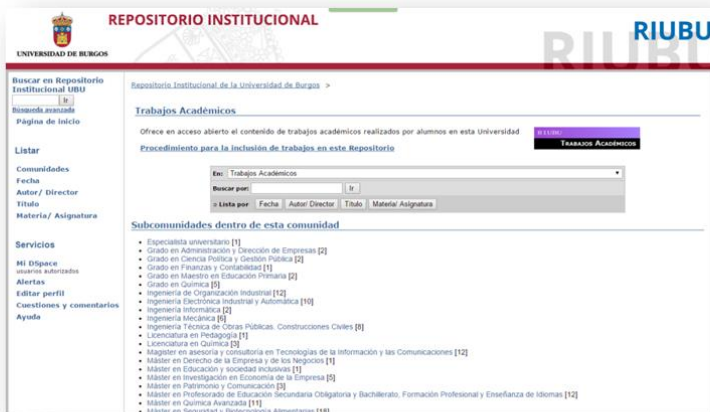 REPOSITORIO INSTITUCIONAL
RIUBU
RIUBU
UNIVERSIDAD DE BURGOS
Buscar en Repositorio
Institucional UBU
Ir
Búsqueda avanzada
Página de inicio
Listar
Comunidades
Fecha
Autor/ Director
Título
Materia/ Asignatura
Servicios
Mi DSpace
usuarios autorizados
Alertas
Editar perfil
Cuestiones y comentarios
Ayuda
Repositorio Institucional de la Universidad de Burgos >
Trabajos Académicos
Ofrece en acceso abierto el contenido de trabajos académicos realizados por alumnos en esta Universidad
Procedimiento para la inclusión de trabajos en este Repositorio
RIUBU
TRABAJOS ACADÉMICOS
En: Trabajos Académicos
Buscar por: Ir
o Lista por Fecha Autor/ Director Título Materia/ Asignatura
Subcomunidades dentro de esta comunidad
Especialista universitario [1]
Grado en Administración y Dirección de Empresas [2]
Grado en Ciencia Política y Gestión Pública [2]
Grado en Finanzas y Contabilidad [1]
Grado en Maestro en Educación Primaria [2]
Grado en Química [5]
Ingeniería de Organización Industrial [12]
Ingeniería Electrónica Industrial y Automática [10]
Ingeniería Informática [2]
Ingeniería Mecánica [6]
Ingeniería Técnica de Obras Públicas. Construcciones Civiles [8]
Licenciatura en Pedagogía [1]
Licenciatura en Química [3]
Magister en asesoría y consultoría en Tecnologías de la Información y las Comunicaciones [12]
Máster en Derecho de la Empresa y de los Negocios [1]
Máster en Educación y sociedad inclusivas [1]
Máster en Investigación en Economía de la Empresa [5]
Máster en Patrimonio y Comunicación [3]
Máster en Profesorado de Educación Secundaria Obligatoria y Bachillerato, Formación Profesional y Enseñanza de Idiomas [12]
Máster en Química Avanzada [11]
Máster en Seguridad y Biotecnología Alimentarias [18]